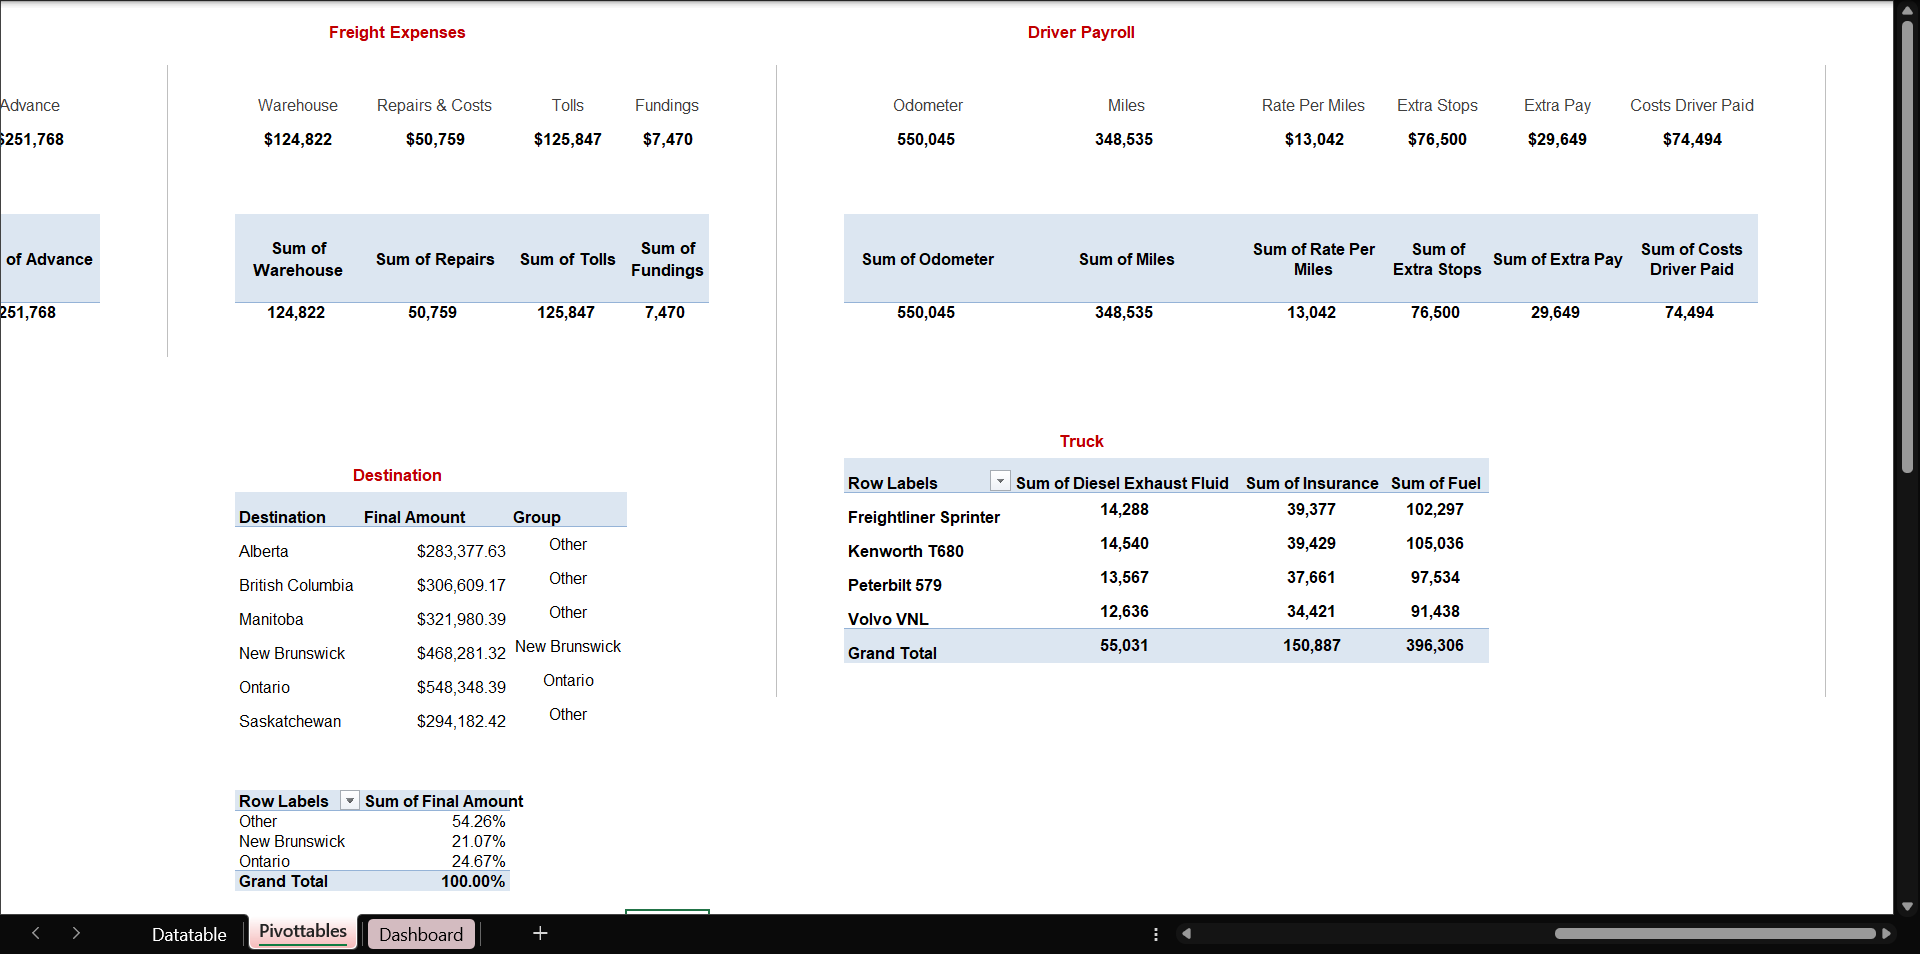 Freight Expenses
Driver Payroll
Advance Warehouse Repairs & Costs Tolls Fundings Odometer Miles Rate Per Miles Extra Stops Extra Pay Costs Driver Paid
$251,768 $124,822 $50,759 $125,847 $7,470 550,045 348,535 $13,042 $76,500 $29,649 $74,494
of Advance
251,768
Sum of Warehouse Sum of Repairs Sum of Tolls Sum of Fundings
124,822 50,759 125,847 7,470
Sum of Odometer Sum of Miles Sum of Rate Per Miles Sum of Extra Stops Sum of Extra Pay Sum of Costs Driver Paid
550,045 348,535 13,042 76,500 29,649 74,494
Destination
Destination Final Amount Group
Alberta $283,377.63 Other
British Columbia $306,609.17 Other
Manitoba $321,980.39 Other
New Brunswick $468,281.32 New Brunswick
Ontario $548,348.39 Ontario
Saskatchewan $294,182.42 Other
Row Labels Sum of Final Amount
Other 54.26%
New Brunswick 21.07%
Ontario 24.67%
Grand Total 100.00%
Truck
Row Labels Sum of Diesel Exhaust Fluid Sum of Insurance Sum of Fuel
Freightliner Sprinter 14,288 39,377 102,297
Kenworth T680 14,540 39,429 105,036
Peterbilt 579 13,567 37,661 97,534
Volvo VNL 12,636 34,421 91,438
Grand Total 55,031 150,887 396,306
Datatable Pivottables Dashboard